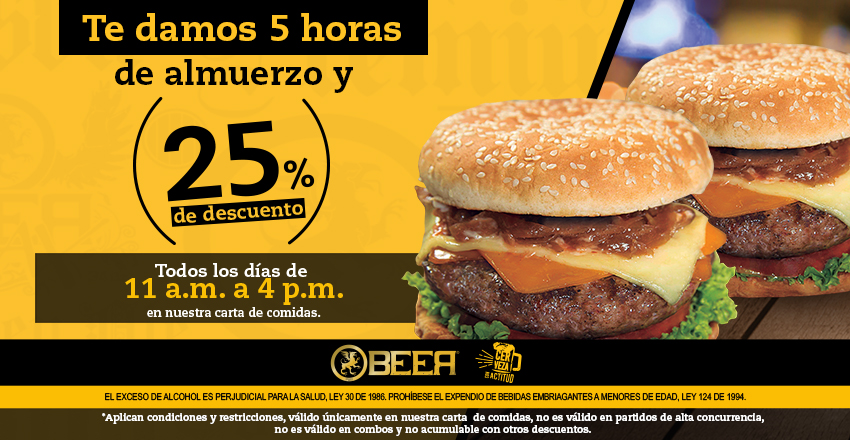 Te damos 5 horas
de almuerzo y
25%
de descuento
Todos los días de
11 a.m. a 4 p.m.
en nuestra carta de comidas.
BEER
CER
VEZA
CON
ACTITUD
EL EXCESO DE ALCOHOL ES PERJUDICIAL PARA LA SALUD, LEY 30 DE 1986. PROHÍBESE EL EXPENDIO DE BEBIDAS EMBRIAGANTES A MENORES DE EDAD, LEY 124 DE 1994.
*Aplican condiciones y restricciones, válido únicamente en nuestra carta de comidas, no es válido en partidos de alta concurrencia,
no es válido en combos y no acumulable con otros descuentos.